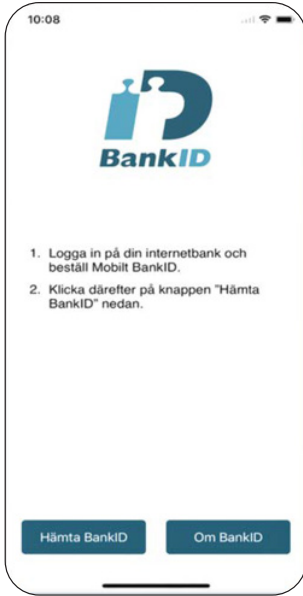 10:08
BankID
1. Logga in på din internetbank och
beställ Mobilt BankID.
2. Klicka därefter på knappen "Hämta
BankID" nedan.
Hämta BankID
Om BankID